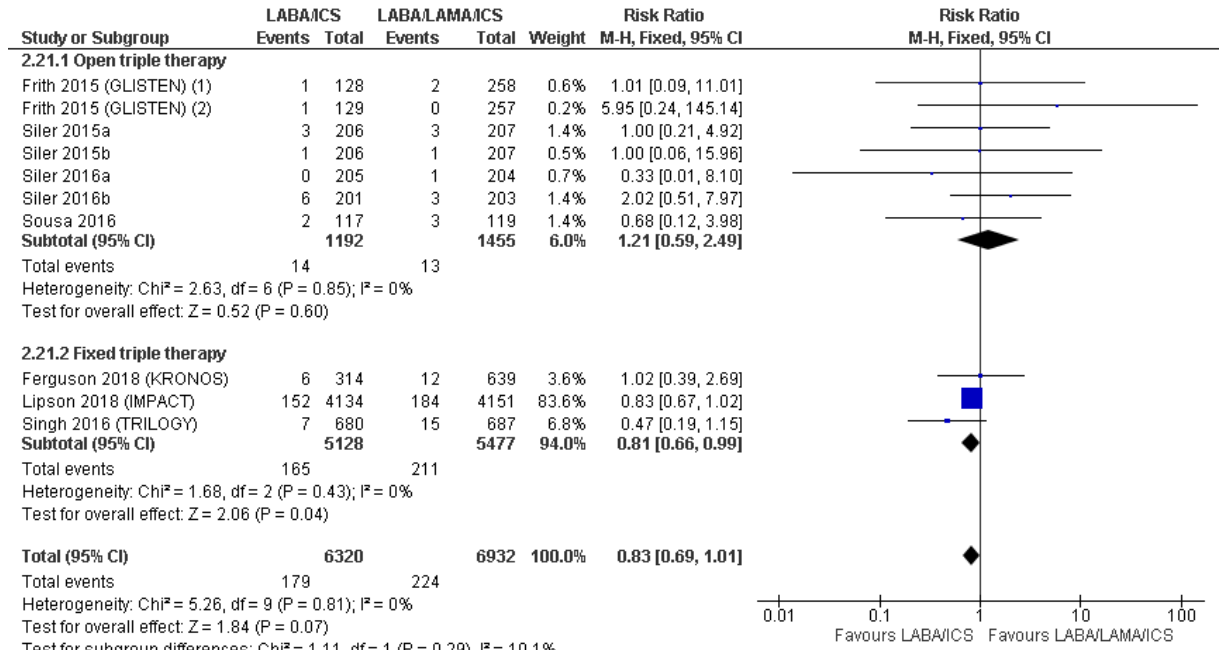 LABA/ICS LABA/LAMA/ICS Risk Ratio Risk Ratio
Study or Subgroup Events Total Events Total Weight M-H, Fixed, 95% CI M-H, Fixed, 95% CI
2.21.1 Open triple therapy
Frith 2015 (GLISTEN) (1) 1 128 2 258 0.6% 1.01 [0.09, 11.01]
Frith 2015 (GLISTEN) (2) 1 129 0 257 0.2% 5.95 [0.24, 145.14]
Siler 2015a 3 206 3 207 1.4% 1.00 [0.21, 4.92]
Siler 2015b 1 206 1 207 0.5% 1.00 [0.06, 15.96]
Siler 2016a 0 205 1 204 0.7% 0.33 [0.01, 8.10]
Siler 2016b 6 201 3 203 1.4% 2.02 [0.51, 7.97]
Sousa 2016 2 117 3 119 1.4% 0.68 [0.12, 3.98]
Subtotal (95% CI) 1192 1455 6.0% 1.21 [0.59, 2.49]
Total events 14 13
Heterogeneity: Chi² = 2.63, df = 6 (P = 0.85); I² = 0%
Test for overall effect: Z = 0.52 (P = 0.60)
2.21.2 Fixed triple therapy
Ferguson 2018 (KRONOS) 6 314 12 639 3.6% 1.02 [0.39, 2.69]
Lipson 2018 (IMPACT) 152 4134 184 4151 83.6% 0.83 [0.67, 1.02]
Singh 2016 (TRILOGY) 7 680 15 687 6.8% 0.47 [0.19, 1.15]
Subtotal (95% CI) 5128 5477 94.0% 0.81 [0.66, 0.99]
Total events 165 211
Heterogeneity: Chi² = 1.68, df = 2 (P = 0.43); I² = 0%
Test for overall effect: Z = 2.06 (P = 0.04)
Total (95% CI) 6320 6932 100.0% 0.83 [0.69, 1.01]
Total events 179 224
Heterogeneity: Chi² = 5.26, df = 9 (P = 0.81); I² = 0%
Test for overall effect: Z = 1.84 (P = 0.07)
Test for subgroup differences: Chi² = 1.11, df = 1 (P = 0.29), I² = 10.1%
0.01 0.1 1 10 100
Favours LABA/ICS Favours LABA/LAMA/ICS